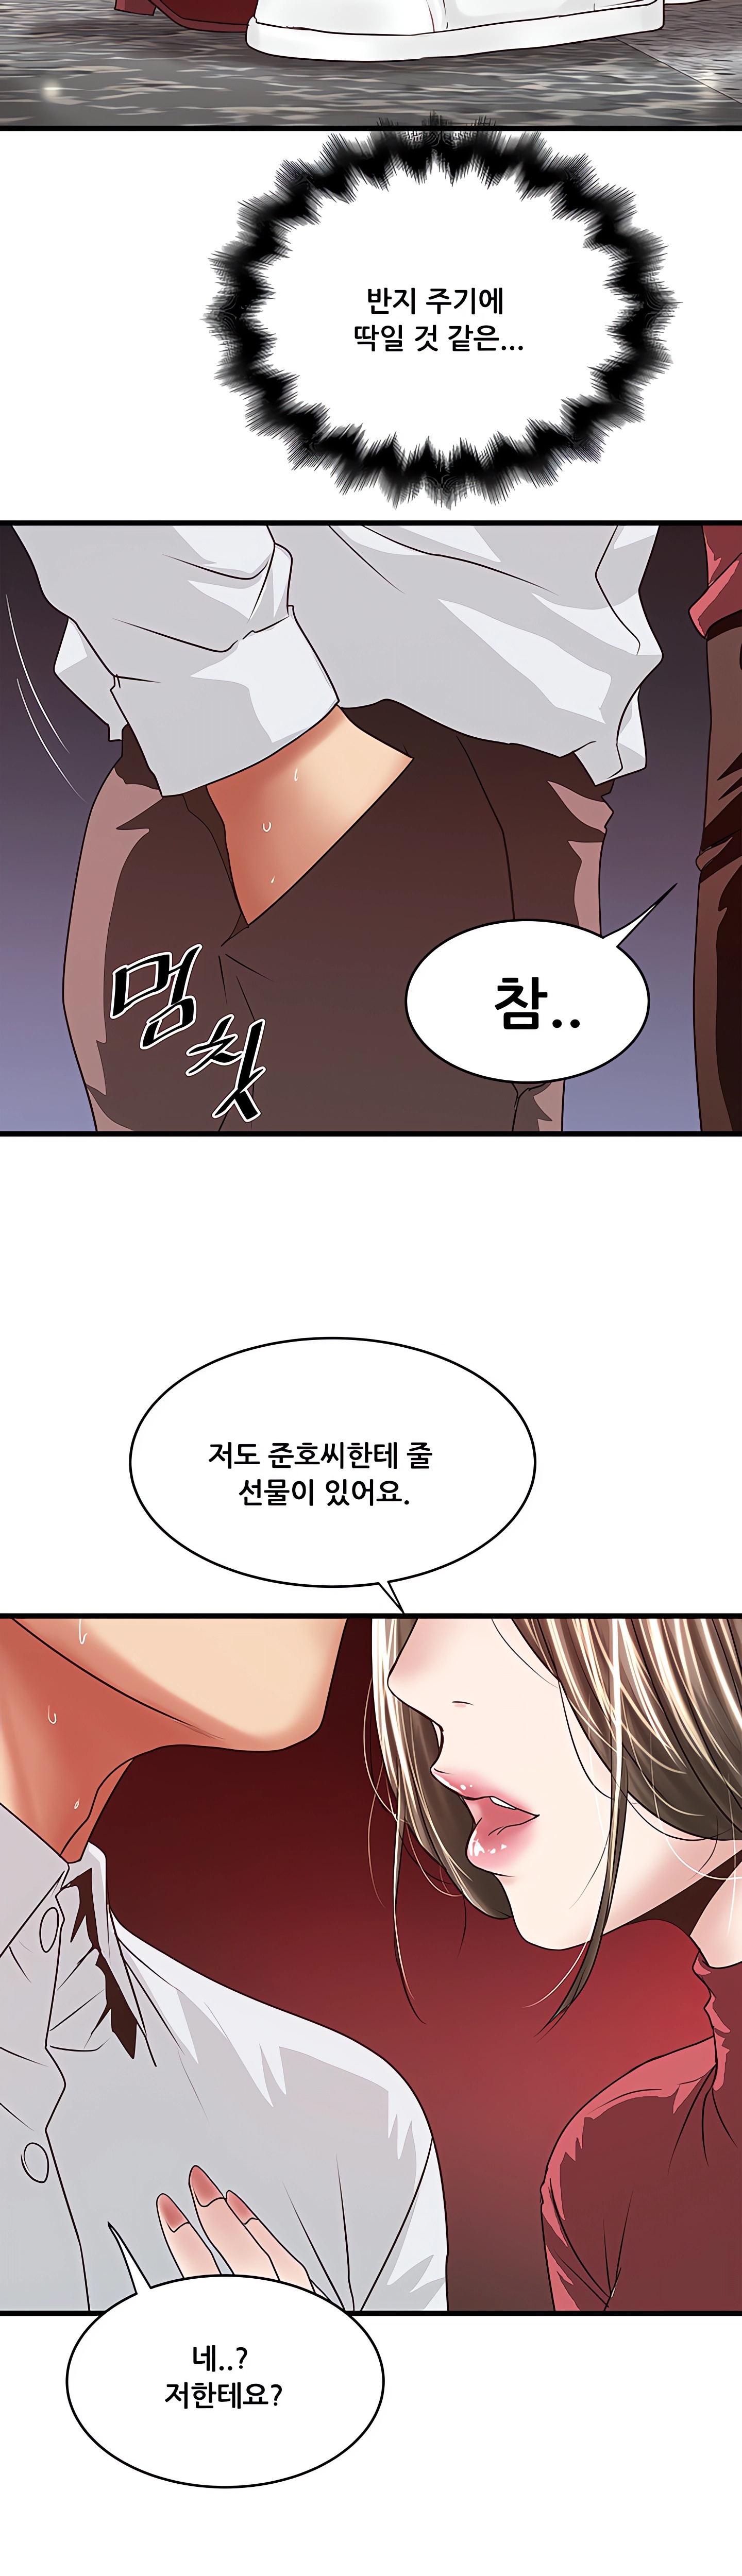 반지 주기에
딱일 것 같은...
멈칫
참..
저도 준호씨한테 줄
선물이 있어요.
네..?
저한테요?